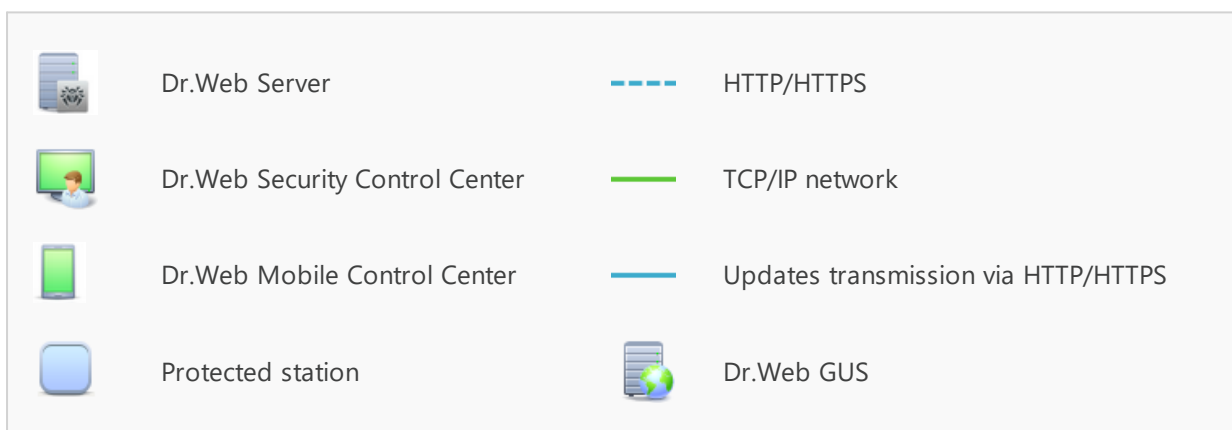 Dr.Web Server
HTTP/HTTPS
Dr.Web Security Control Center
TCP/IP network
Dr.Web Mobile Control Center
Updates transmission via HTTP/HTTPS
Protected station
Dr.Web GUS